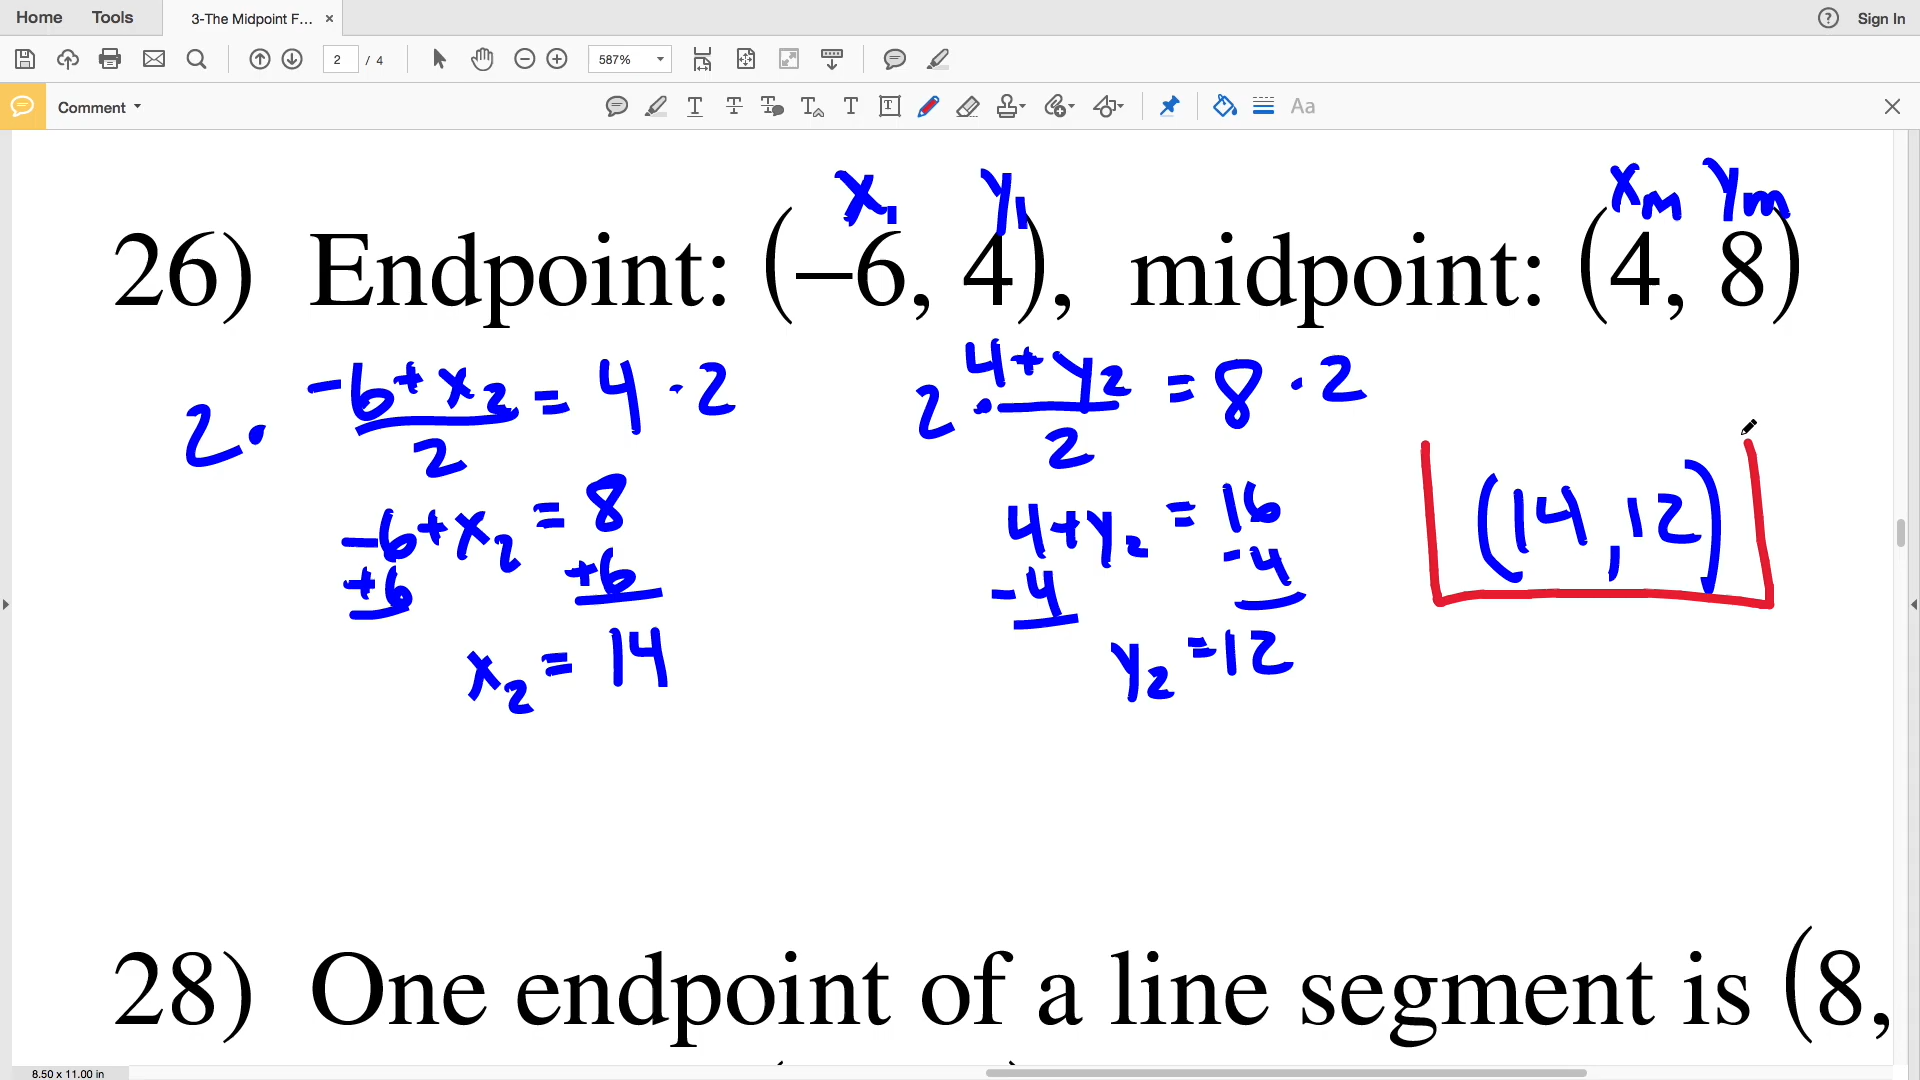 Home Tools 3-The Midpoint F... × ? Sign In
2 / 4 587%
Comment T T T T T T Aa
x₁ y₁ xₘ yₘ
26) Endpoint: (−6, 4), midpoint: (4, 8)
2 · (-6+x₂)/2 = 4 · 2
-6+x₂ = 8
+6 +6
x₂ = 14
2 · (4+y₂)/2 = 8 · 2
4+y₂ = 16
-4 -4
y₂ = 12
(14, 12)
28) One endpoint of a line segment is (8,
8.50 x 11.00 in